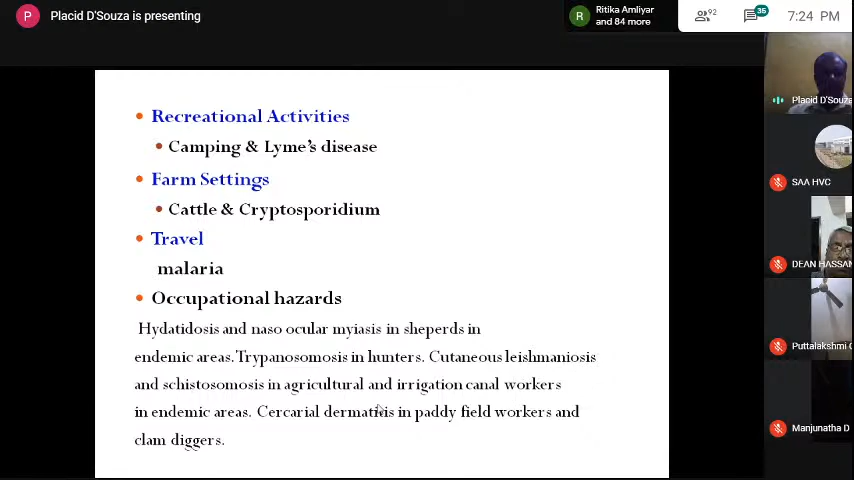 P
Placid D'Souza is presenting
R
Ritika Amliyar
and 84 more
92
35
7:24 PM
• Recreational Activities
• Camping & Lyme's disease
• Farm Settings
• Cattle & Cryptosporidium
• Travel
malaria
• Occupational hazards
Hydatidosis and naso ocular myiasis in sheperds in
endemic areas. Trypanosomosis in hunters. Cutaneous leishmaniosis
and schistosomosis in agricultural and irrigation canal workers
in endemic areas. Cercarial dermatitis in paddy field workers and
clam diggers.
Placid D'Souza
SAA HVC
DEAN HASSAN
Puttalakshmi
Manjunatha D